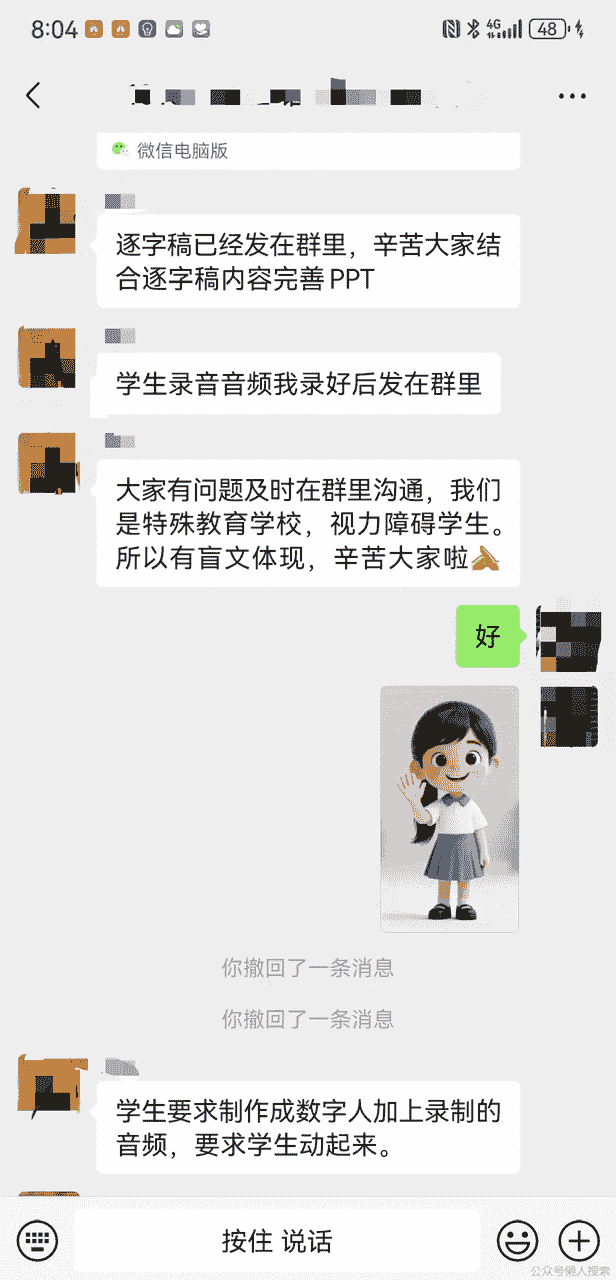 8:04
4G
48
微信电脑版
逐字稿已经发在群里，辛苦大家结
合逐字稿内容完善PPT
学生录音音频我录好后发在群里
大家有问题及时在群里沟通，我们
是特殊教育学校，视力障碍学生。
所以有盲文体现，辛苦大家啦
好
你撤回了一条消息
你撤回了一条消息
学生要求制作成数字人加上录制的
音频，要求学生动起来。
按住 说话
公众号懒人搜索